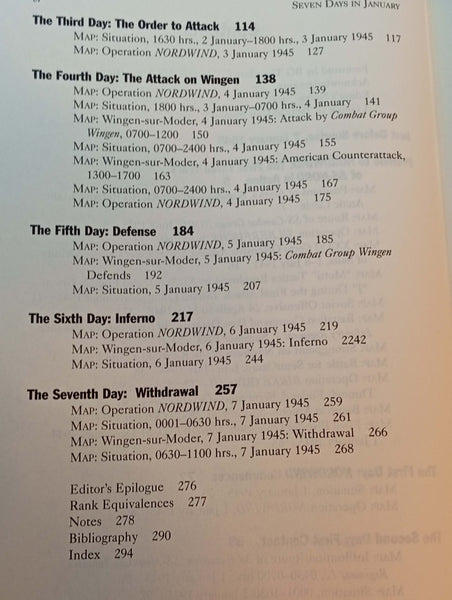 SEVEN DAYS IN JANUARY
The Third Day: The Order to Attack 114
MAP: Situation, 1630 hrs., 2 January–1800 hrs., 3 January 1945 117
MAP: Operation NORDWIND, 3 January 1945 127
The Fourth Day: The Attack on Wingen 138
MAP: Operation NORDWIND, 4 January 1945 139
MAP: Situation, 1800 hrs., 3 January–0700 hrs., 4 January 141
MAP: Wingen-sur-Moder, 4 January 1945: Attack by Combat Group
Wingen, 0700–1200 150
MAP: Situation, 0700–2400 hrs., 4 January 1945 155
MAP: Wingen-sur-Moder, 4 January 1945: American Counterattack,
1300–1700 163
MAP: Situation, 0700–2400 hrs., 4 January 1945 167
MAP: Operation NORDWIND, 4 January 1945 175
The Fifth Day: Defense 184
MAP: Operation NORDWIND, 5 January 1945 185
MAP: Wingen-sur-Moder, 5 January 1945: Combat Group Wingen
Defends 192
MAP: Situation, 5 January 1945 207
The Sixth Day: Inferno 217
MAP: Operation NORDWIND, 6 January 1945 219
MAP: Wingen-sur-Moder, 6 January 1945: Inferno 2242
MAP: Situation, 6 January 1945 244
The Seventh Day: Withdrawal 257
MAP: Operation NORDWIND, 7 January 1945 259
MAP: Situation, 0001–0630 hrs., 7 January 1945 261
MAP: Wingen-sur-Moder, 7 January 1945: Withdrawal 266
MAP: Situation, 0630–1100 hrs., 7 January 1945 268
Editor's Epilogue 276
Rank Equivalences 277
Notes 278
Bibliography 290
Index 294